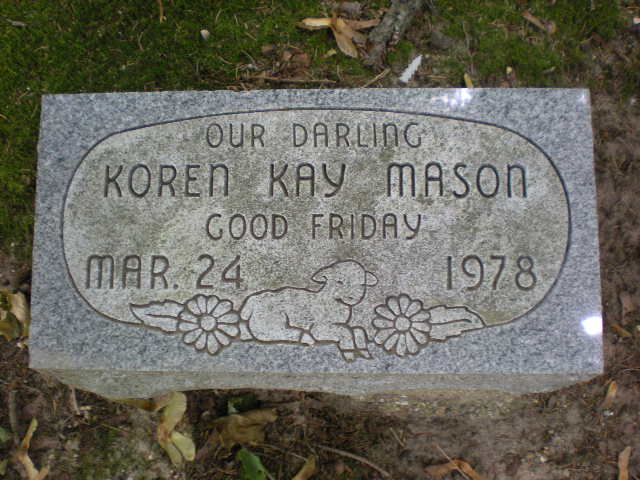 OUR DARLING
KOREN KAY MASON
GOOD FRIDAY
MAR. 24 1978